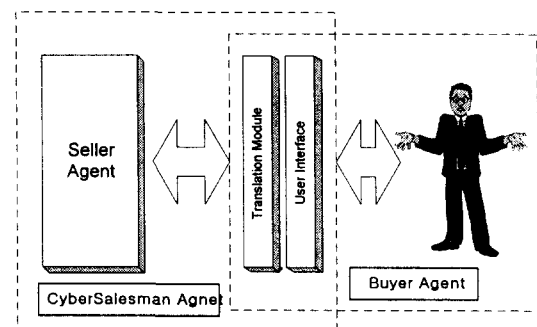 Seller
Agent
Translation Module
User Interface
CyberSalesman Agnet
Buyer Agent